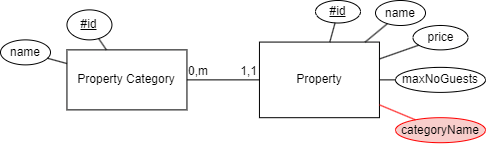 #id
name
Property Category
0,m
1,1
#id
name
price
Property
maxNoGuests
categoryName